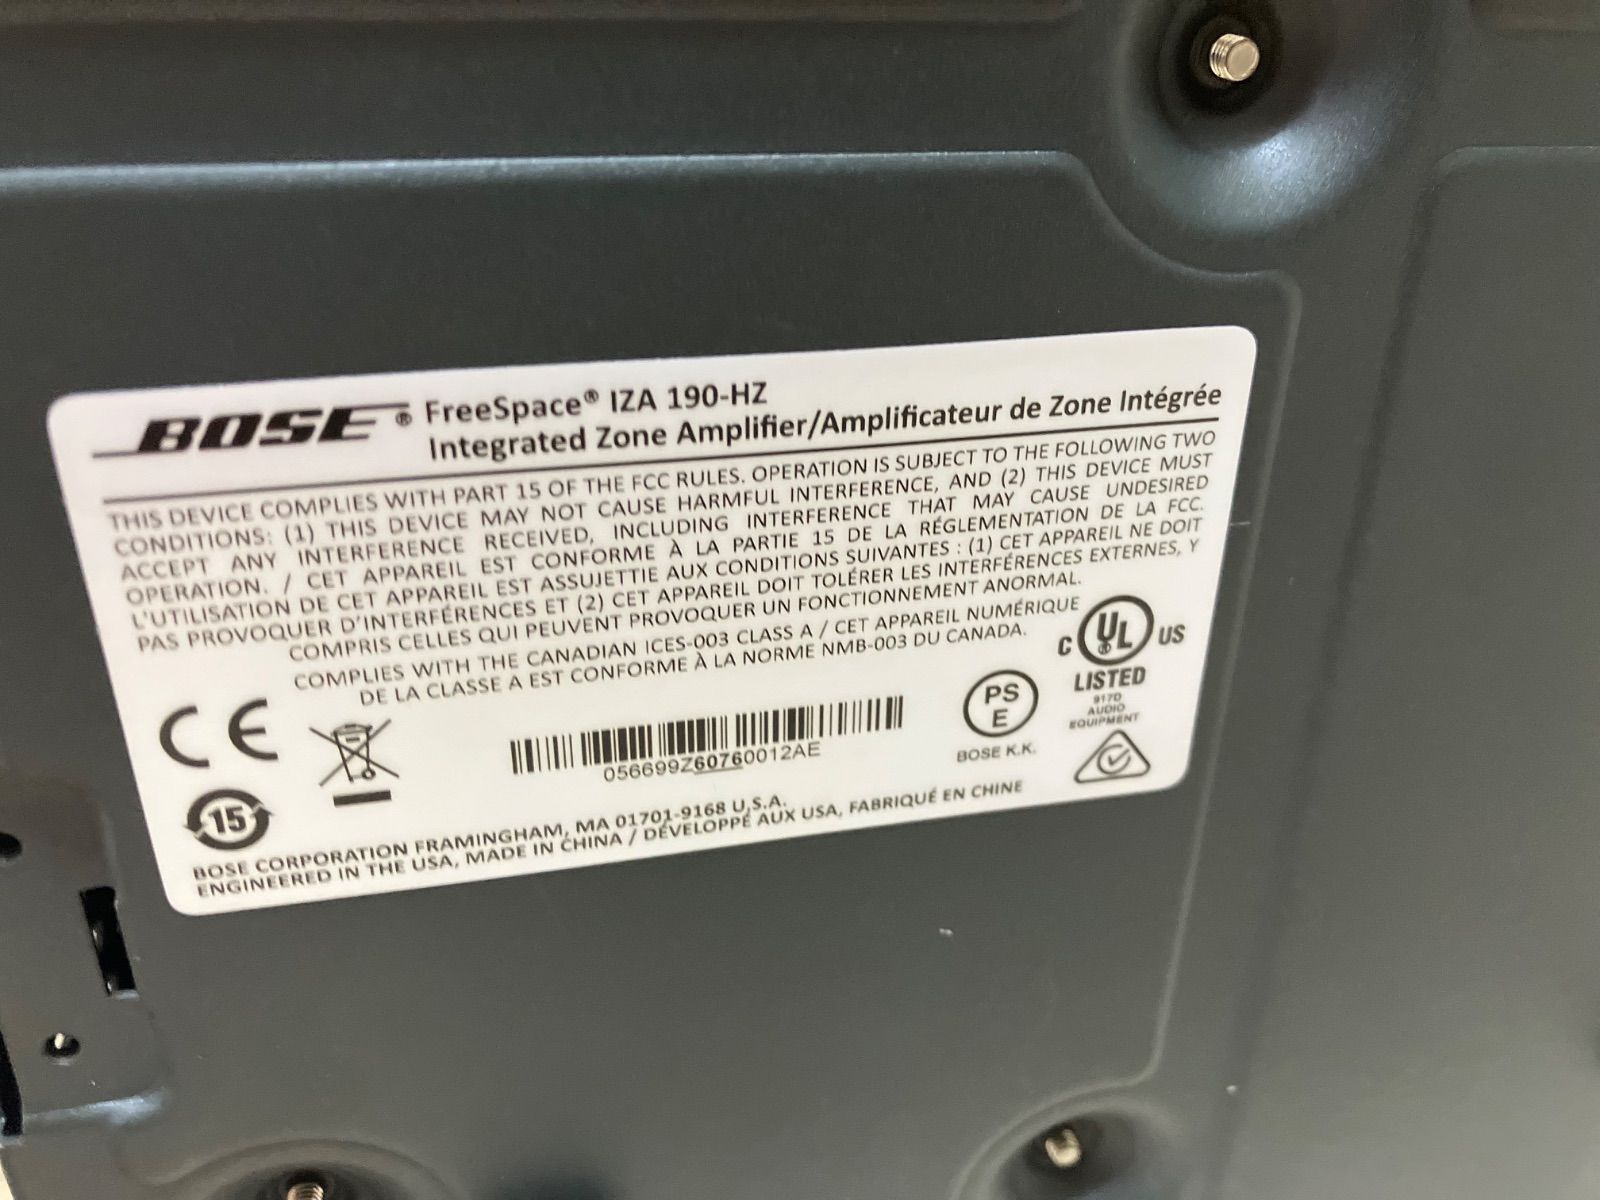 BOSE® FreeSpace® IZA 190-HZ
Integrated Zone Amplifier/Amplificateur de Zone Intégrée
THIS DEVICE COMPLIES WITH PART 15 OF THE FCC RULES. OPERATION IS SUBJECT TO THE FOLLOWING TWO
CONDITIONS: (1) THIS DEVICE MAY NOT CAUSE HARMFUL INTERFERENCE, AND (2) THIS DEVICE MUST
ACCEPT ANY INTERFERENCE RECEIVED, INCLUDING INTERFERENCE THAT MAY CAUSE UNDESIRED
OPERATION. / CET APPAREIL EST CONFORME À LA PARTIE 15 DE LA RÉGLEMENTATION DE LA FCC.
L'UTILISATION DE CET APPAREIL EST ASSUJETTIE AUX CONDITIONS SUIVANTES : (1) CET APPAREIL NE DOIT
PAS PROVOQUER D'INTERFÉRENCES ET (2) CET APPAREIL DOIT TOLÉRER LES INTERFÉRENCES EXTERNES, Y
COMPRIS CELLES QUI PEUVENT PROVOQUER UN FONCTIONNEMENT ANORMAL.
COMPLIES WITH THE CANADIAN ICES-003 CLASS A / CET APPAREIL NUMÉRIQUE
DE LA CLASSE A EST CONFORME À LA NORME NMB-003 DU CANADA.
C UL® US
LISTED
917D
AUDIO
EQUIPMENT
CE
PS
E
BOSE K.K.
056699Z60760012AE
15
BOSE CORPORATION FRAMINGHAM, MA 01701-9168 U.S.A.
ENGINEERED IN THE USA, MADE IN CHINA / DÉVELOPPÉ AUX USA, FABRIQUÉ EN CHINE